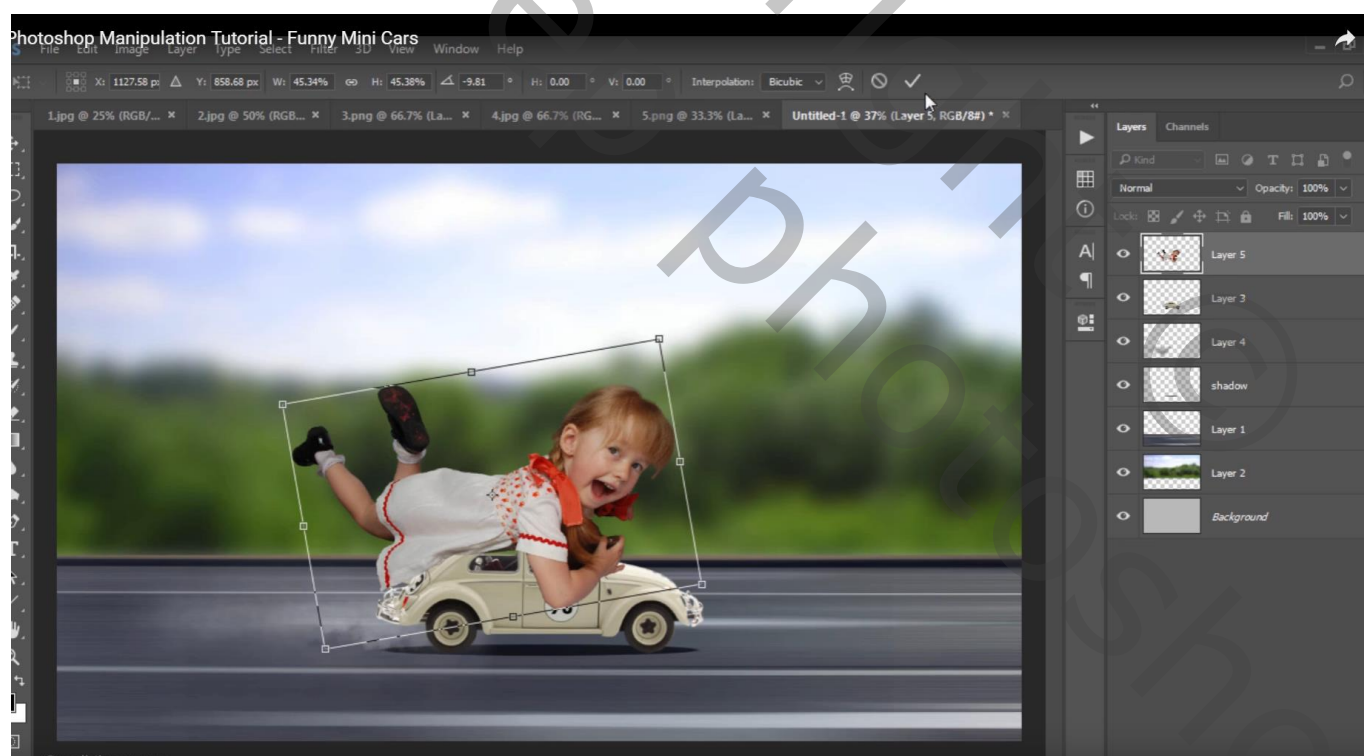 Photoshop Manipulation Tutorial - Funny Mini Cars
File Edit Image Layer Type Select Filter 3D View Window Help
X: 1127.58 px Y: 858.68 px W: 45.34% H: 45.38% -9.81 ° H: 0.00 ° V: 0.00 ° Interpolation: Bicubic
1.jpg @ 25% (RGB/... × 2.jpg @ 50% (RGB... × 3.png @ 66.7% (La... × 4.jpg @ 66.7% (RG... × 5.png @ 33.3% (La... × Untitled-1 @ 37% (Layer 5, RGB/8#) * ×
Layers Channels
Kind
Normal Opacity: 100%
Lock: Fill: 100%
Layer 5
Layer 3
Layer 4
shadow
Layer 1
Layer 2
Background